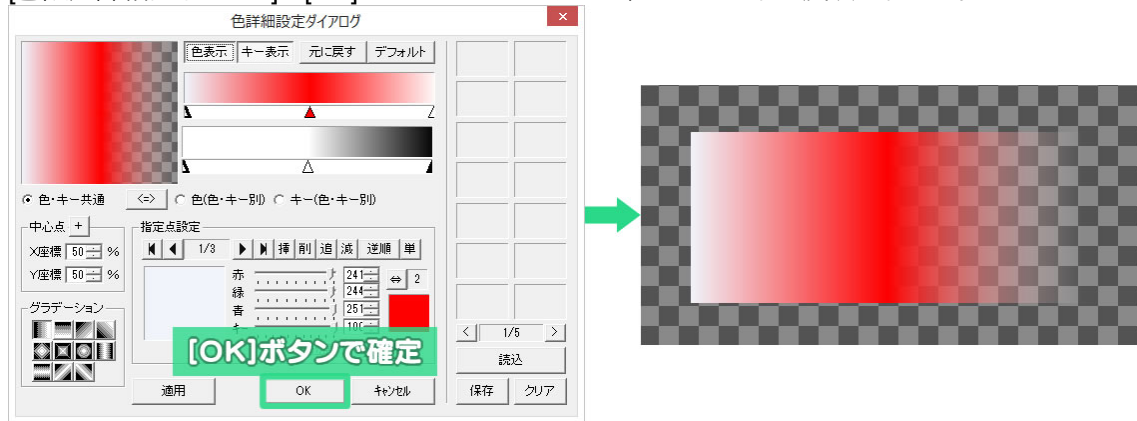 色詳細設定ダイアログ
×
色表示 キー表示 元に戻す デフォルト
色・キー共通 <=> 色(色・キー別) キー(色・キー別)
中心点 +
X座標 50 %
Y座標 50 %
指定点設定
1/3 挿 削 追 減 逆順 単
赤 241 ⇔ 2
緑 244
青 251
グラデーション
[OK]ボタンで確定
< 1/5 >
読込
適用 OK キャンセル 保存 クリア